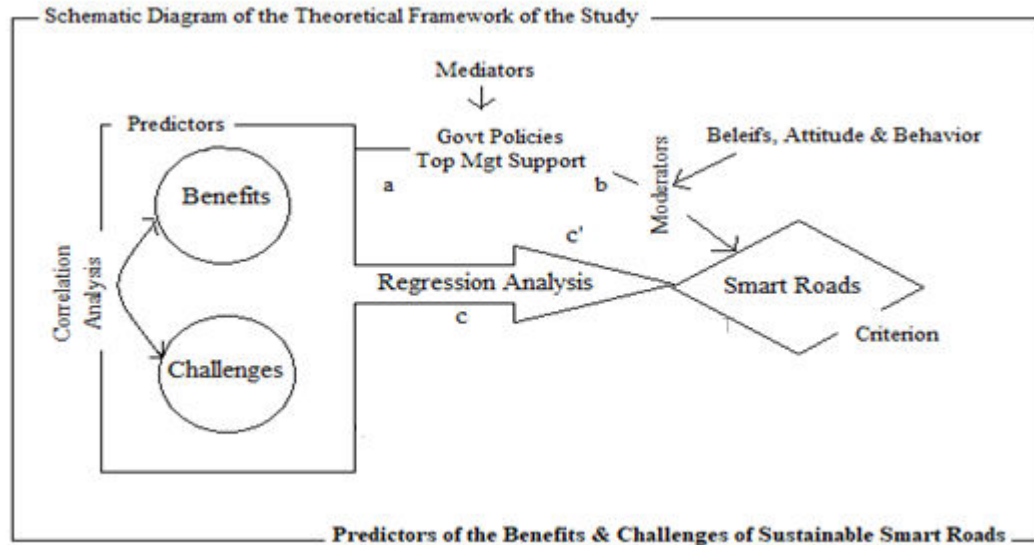 Schematic Diagram of the Theoretical Framework of the Study
Mediators
Predictors
Govt Policies
Top Mgt Support
Beleifs, Attitude & Behavior
Moderators
a
b
Benefits
c'
Correlation
Analysis
Regression Analysis
Smart Roads
c
Criterion
Challenges
Predictors of the Benefits & Challenges of Sustainable Smart Roads